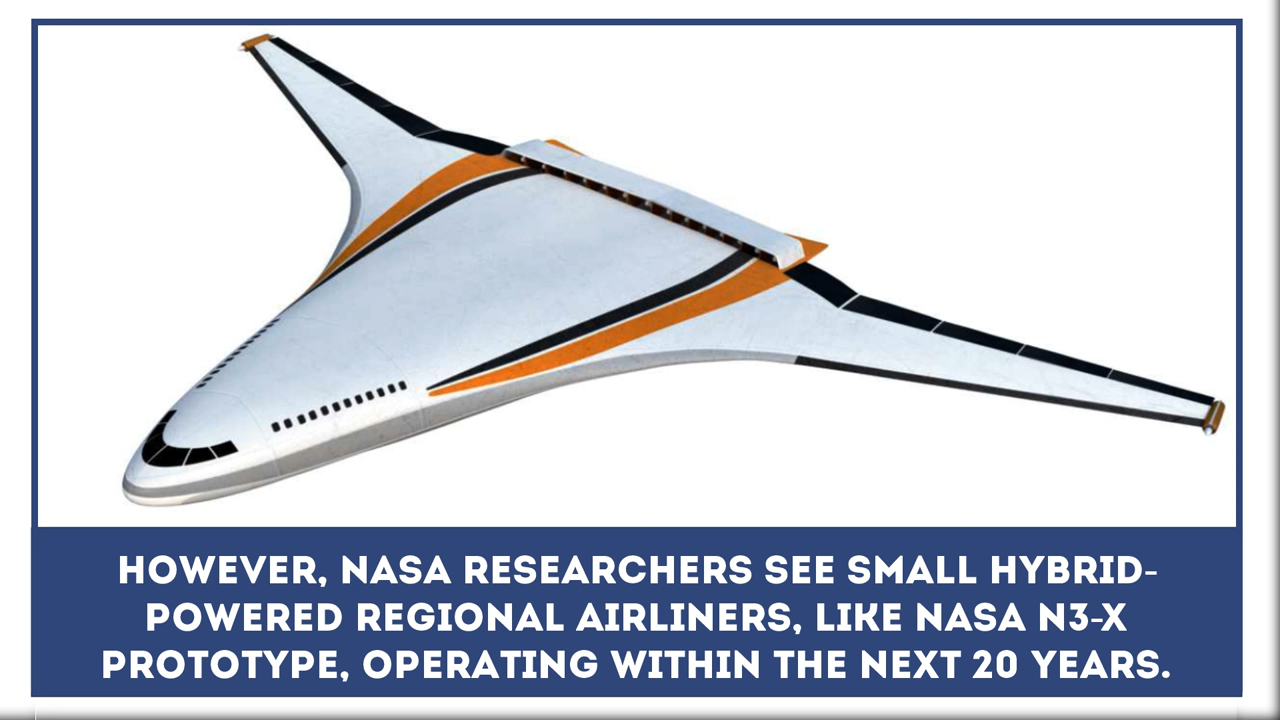 HOWEVER, NASA RESEARCHERS SEE SMALL HYBRID-
POWERED REGIONAL AIRLINERS, LIKE NASA N3-X
PROTOTYPE, OPERATING WITHIN THE NEXT 20 YEARS.